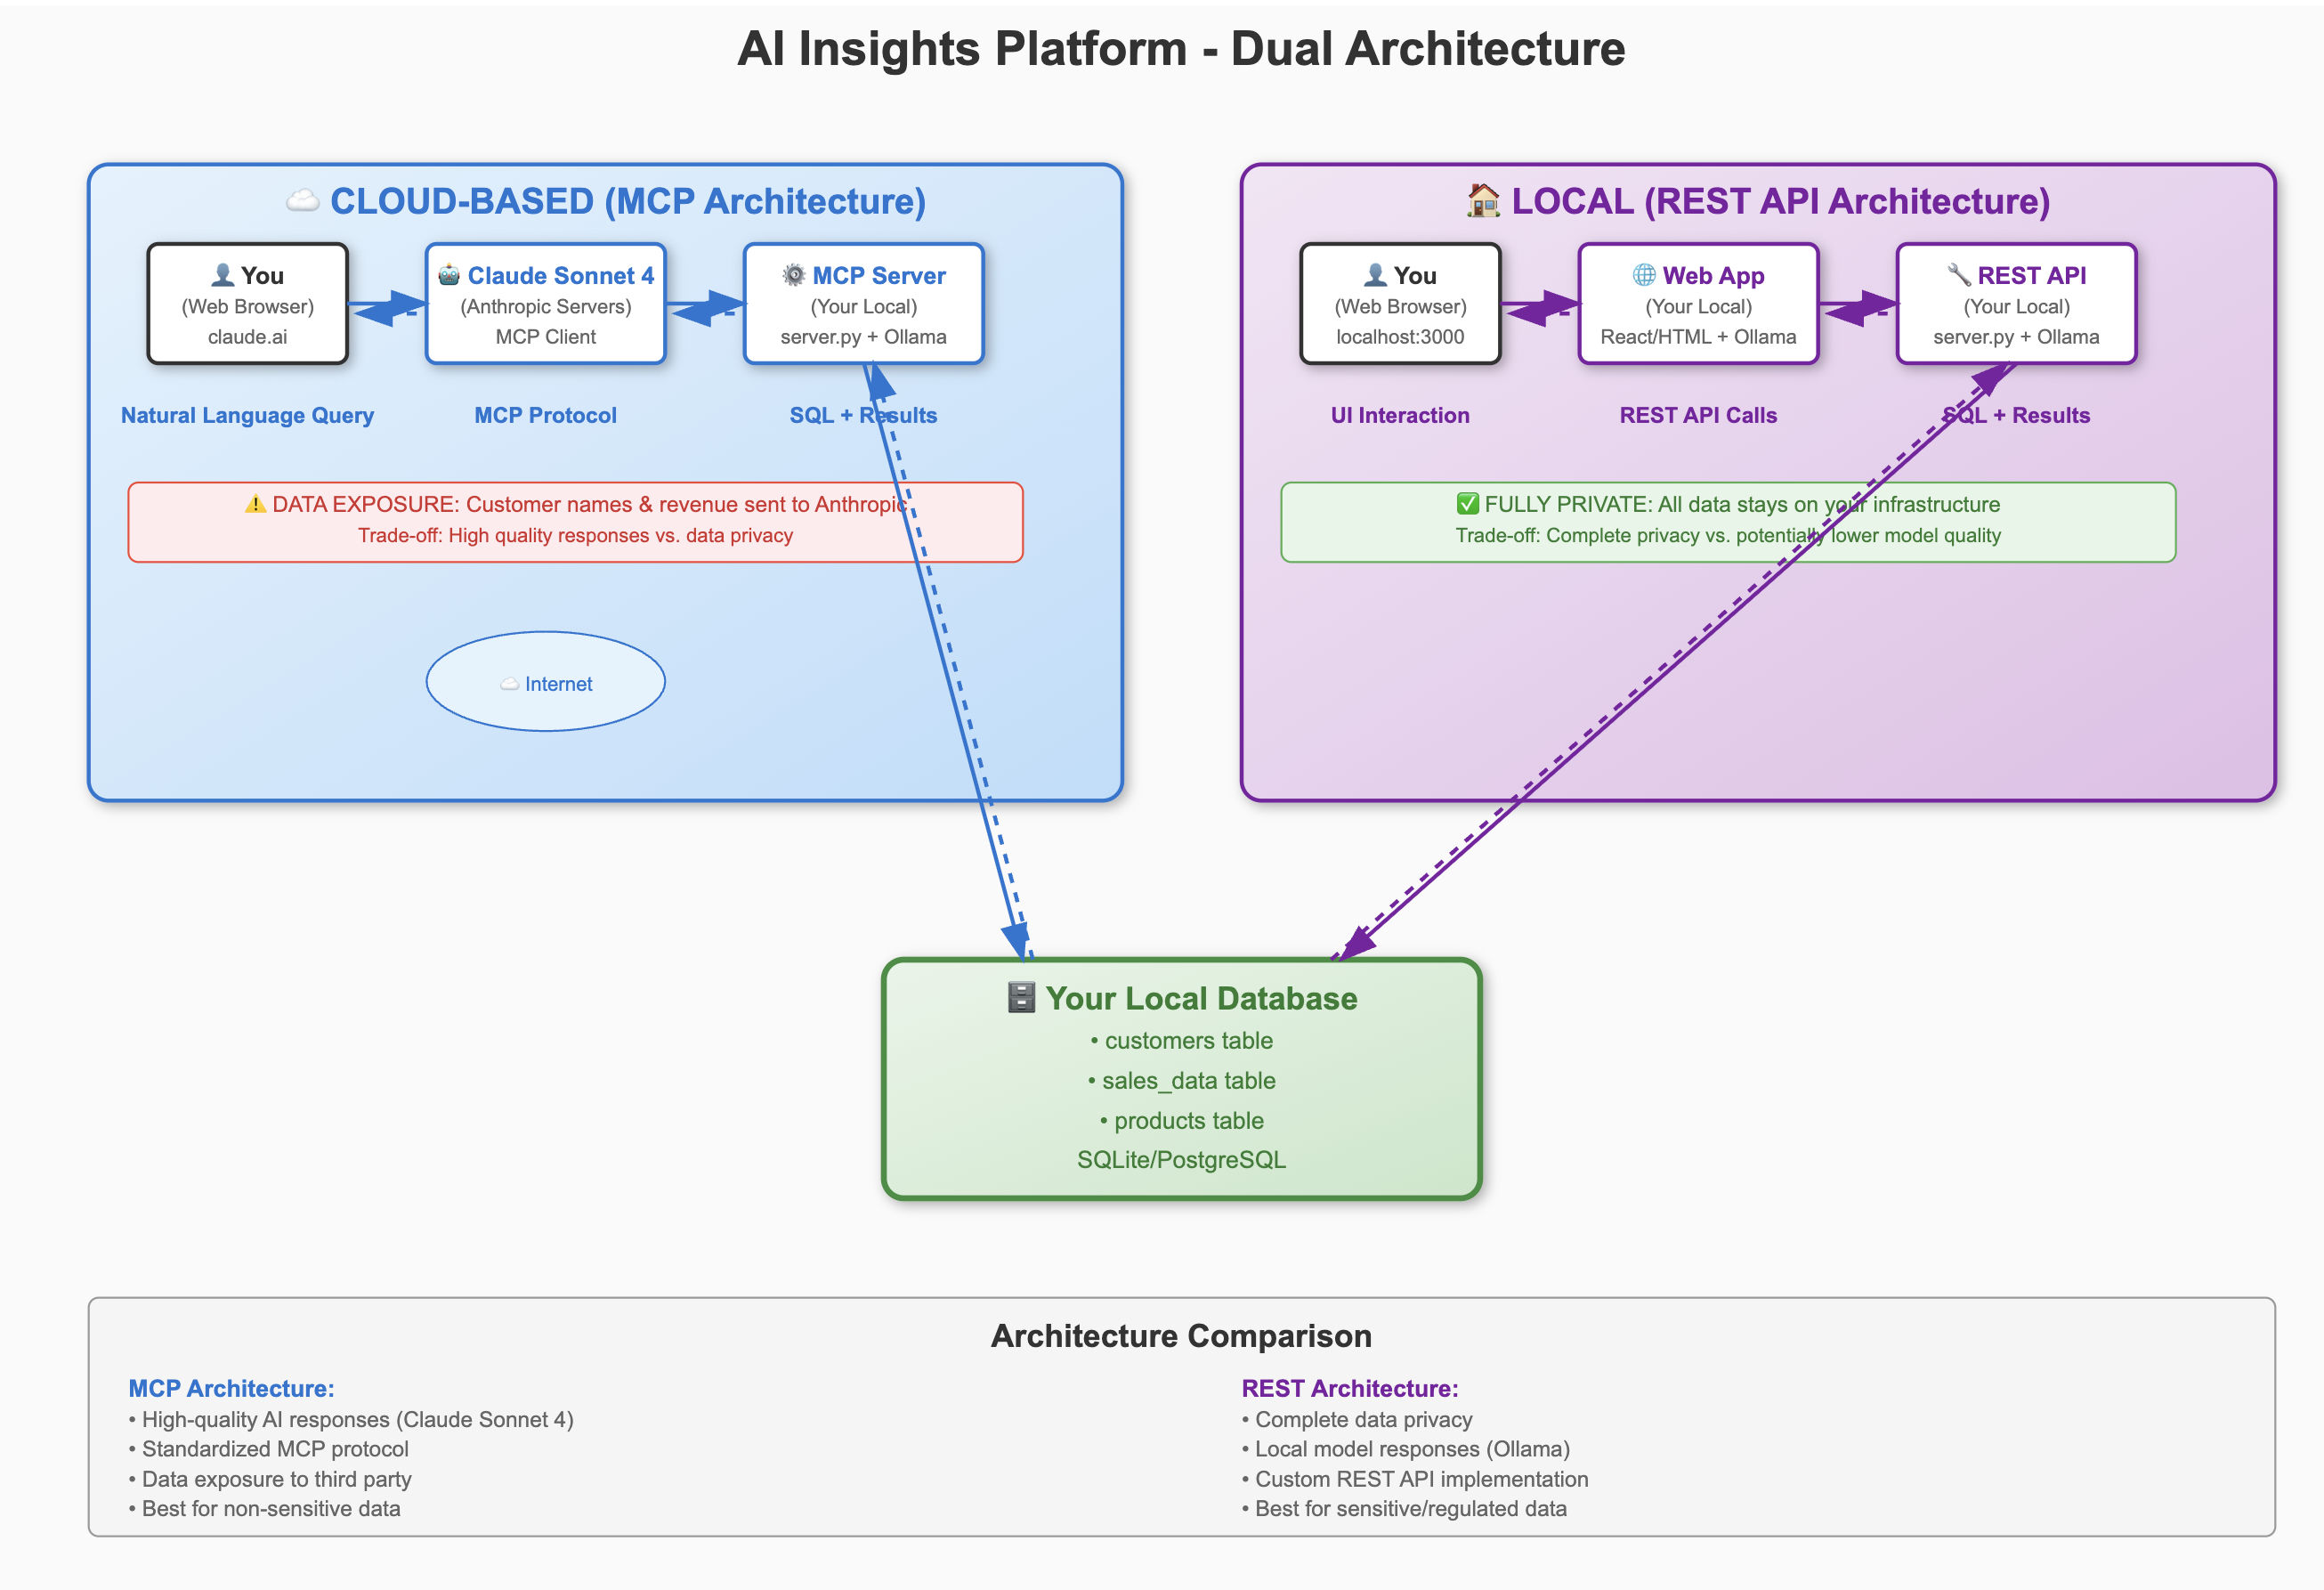 AI Insights Platform - Dual Architecture
☁️ CLOUD-BASED (MCP Architecture)
👤 You
(Web Browser)
claude.ai
🤖 Claude Sonnet 4
(Anthropic Servers)
MCP Client
⚙️ MCP Server
(Your Local)
server.py + Ollama
Natural Language Query
MCP Protocol
SQL + Results
⚠️ DATA EXPOSURE: Customer names & revenue sent to Anthropic
Trade-off: High quality responses vs. data privacy
☁️ Internet
🏠 LOCAL (REST API Architecture)
👤 You
(Web Browser)
localhost:3000
🌐 Web App
(Your Local)
React/HTML + Ollama
🔧 REST API
(Your Local)
server.py + Ollama
UI Interaction
REST API Calls
SQL + Results
✅ FULLY PRIVATE: All data stays on your infrastructure
Trade-off: Complete privacy vs. potentially lower model quality
🗄️ Your Local Database
• customers table
• sales_data table
• products table
SQLite/PostgreSQL
Architecture Comparison
MCP Architecture:
• High-quality AI responses (Claude Sonnet 4)
• Standardized MCP protocol
• Data exposure to third party
• Best for non-sensitive data
REST Architecture:
• Complete data privacy
• Local model responses (Ollama)
• Custom REST API implementation
• Best for sensitive/regulated data